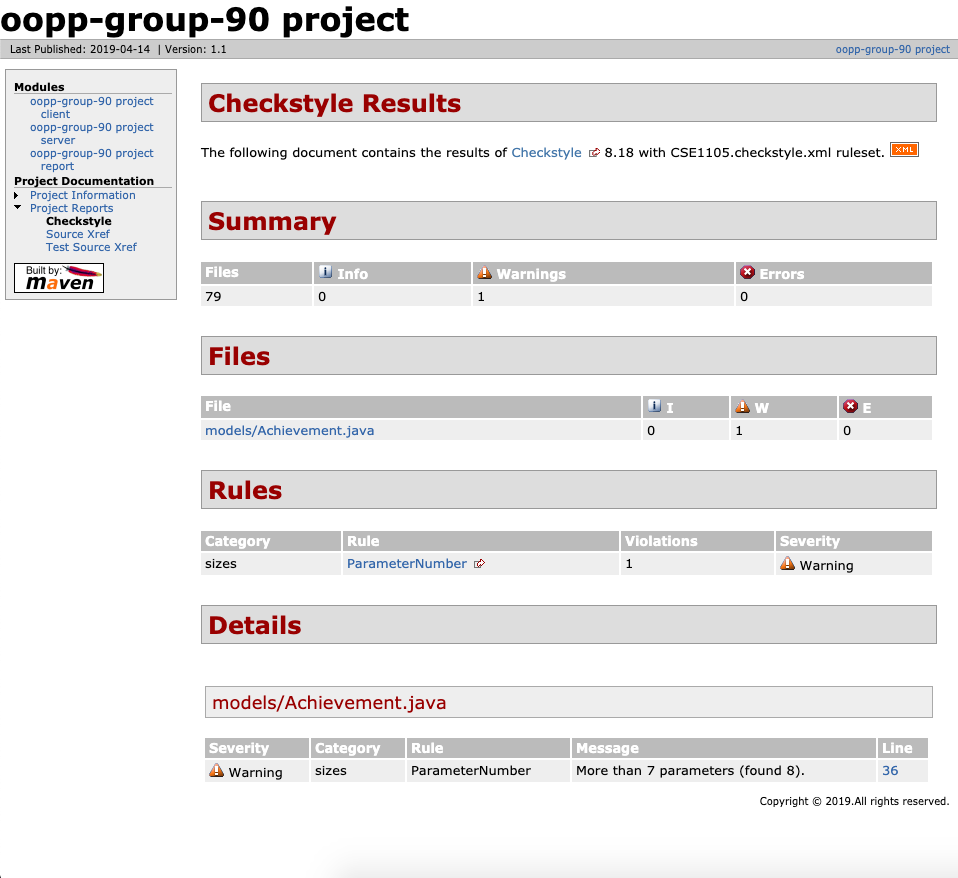 oopp-group-90 project
Last Published: 2019-04-14 | Version: 1.1
oopp-group-90 project
Modules
oopp-group-90 project
client
oopp-group-90 project
server
oopp-group-90 project
report
Project Documentation
Project Information
Project Reports
Checkstyle
Source Xref
Test Source Xref
Built by:
maven
Checkstyle Results
The following document contains the results of Checkstyle 8.18 with CSE1105.checkstyle.xml ruleset. XML
Summary
Files Info Warnings Errors
79 0 1 0
Files
File I W E
models/Achievement.java 0 1 0
Rules
Category Rule Violations Severity
sizes ParameterNumber 1 Warning
Details
models/Achievement.java
Severity Category Rule Message Line
Warning sizes ParameterNumber More than 7 parameters (found 8). 36
Copyright © 2019.All rights reserved.